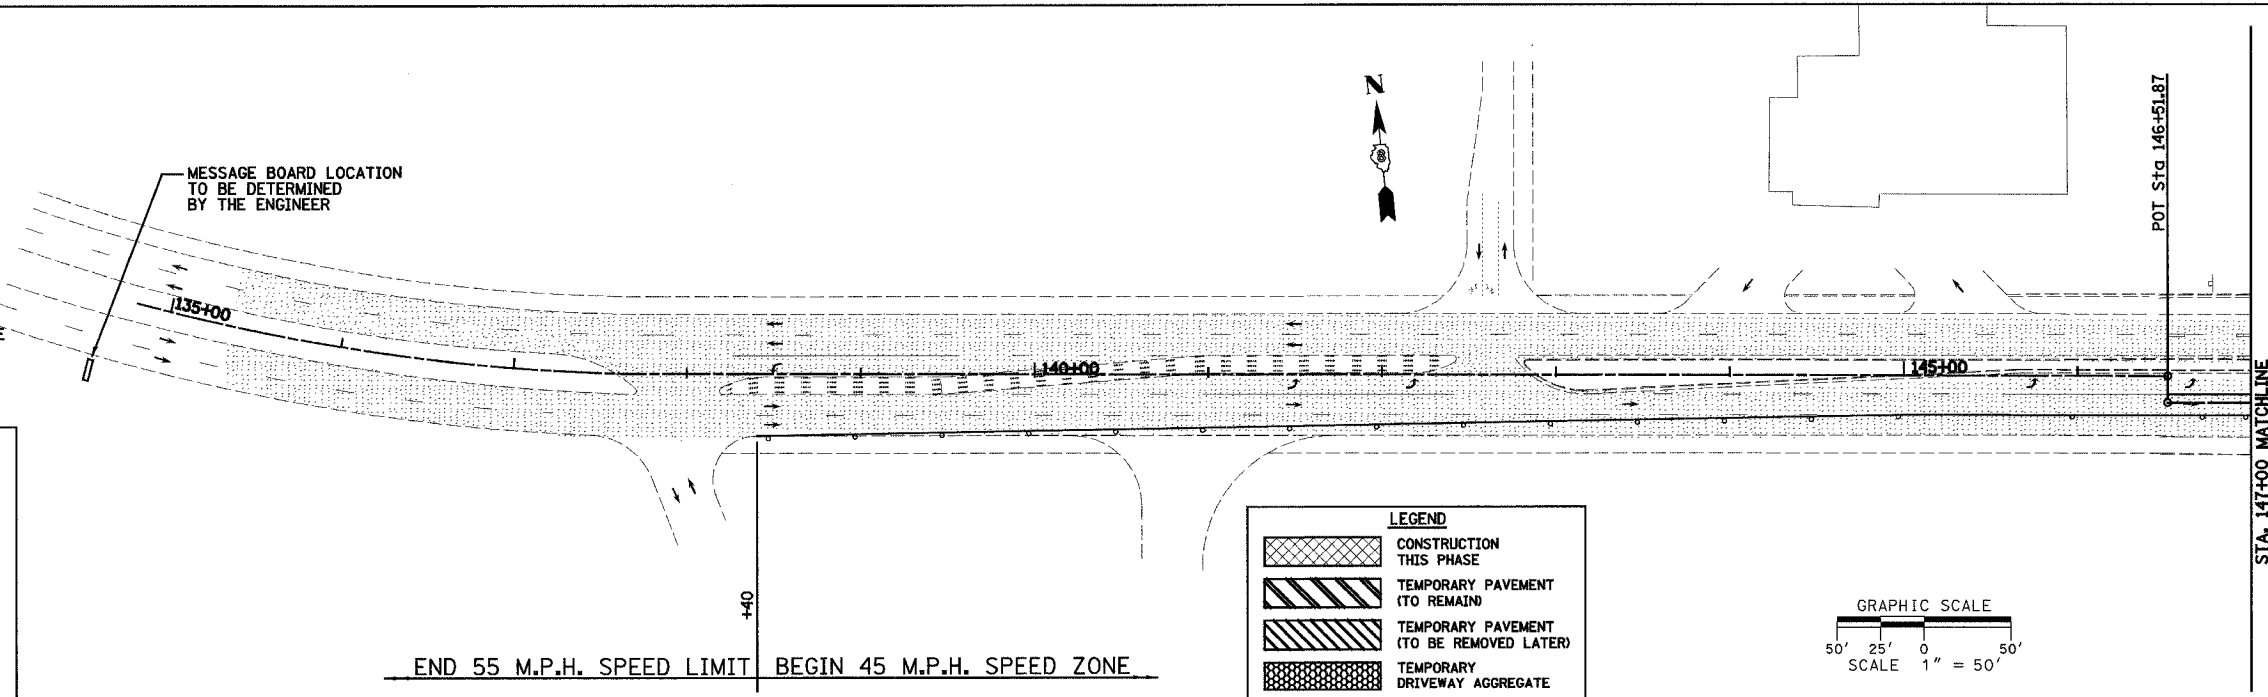 MESSAGE BOARD LOCATION
TO BE DETERMINED
BY THE ENGINEER
N
8
POT Sta 146+51.87
135+00
140+00
145+00
STA. 147+00 MATCHLINE
+40
END 55 M.P.H. SPEED LIMIT
BEGIN 45 M.P.H. SPEED ZONE
LEGEND
CONSTRUCTION
THIS PHASE
TEMPORARY PAVEMENT
(TO REMAIN)
TEMPORARY PAVEMENT
(TO BE REMOVED LATER)
TEMPORARY
DRIVEWAY AGGREGATE
GRAPHIC SCALE
50' 25' 0 50'
SCALE 1" = 50'